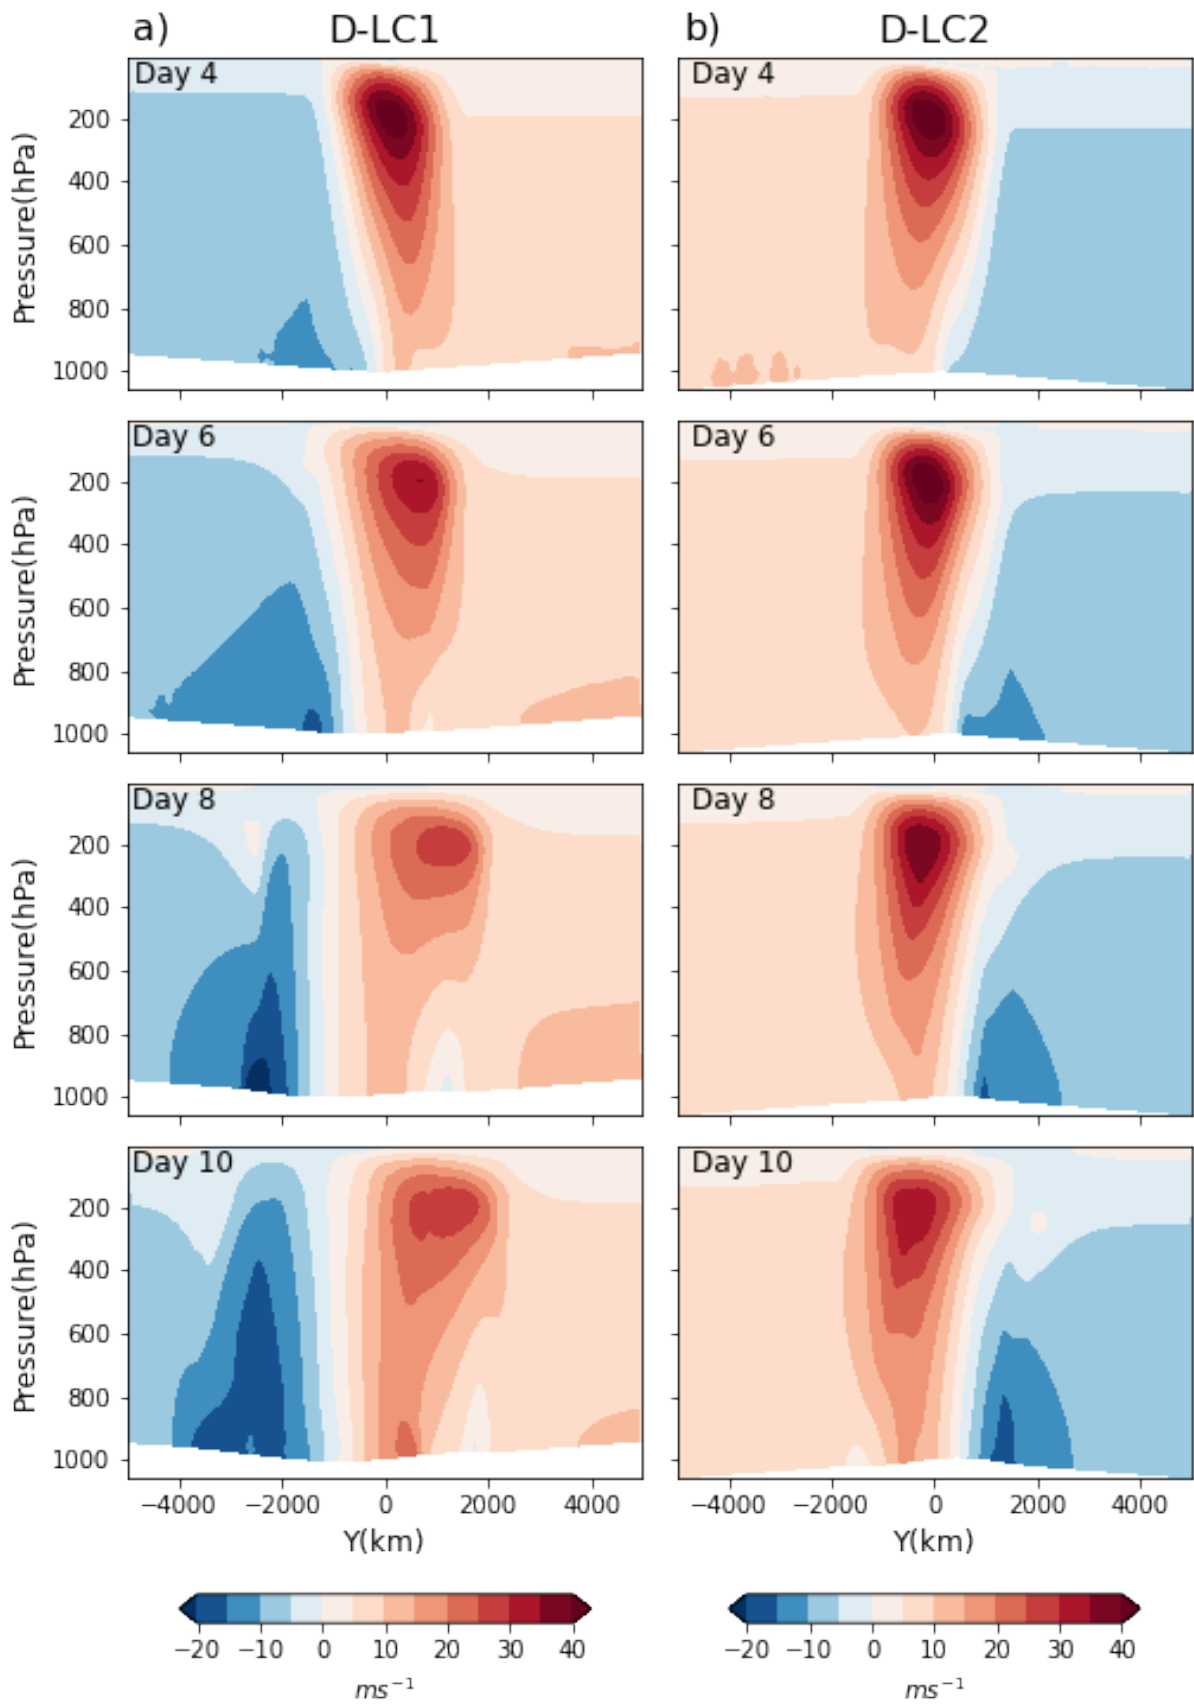 a) D-LC1 b) D-LC2
Day 4 Day 4
200
400
600
800
1000
Pressure(hPa)
Day 6 Day 6
200
400
600
800
1000
Pressure(hPa)
Day 8 Day 8
200
400
600
800
1000
Pressure(hPa)
Day 10 Day 10
200
400
600
800
1000
Pressure(hPa)
−4000 −2000 0 2000 4000 −4000 −2000 0 2000 4000
Y(km) Y(km)
−20 −10 0 10 20 30 40 −20 −10 0 10 20 30 40
ms⁻¹ ms⁻¹